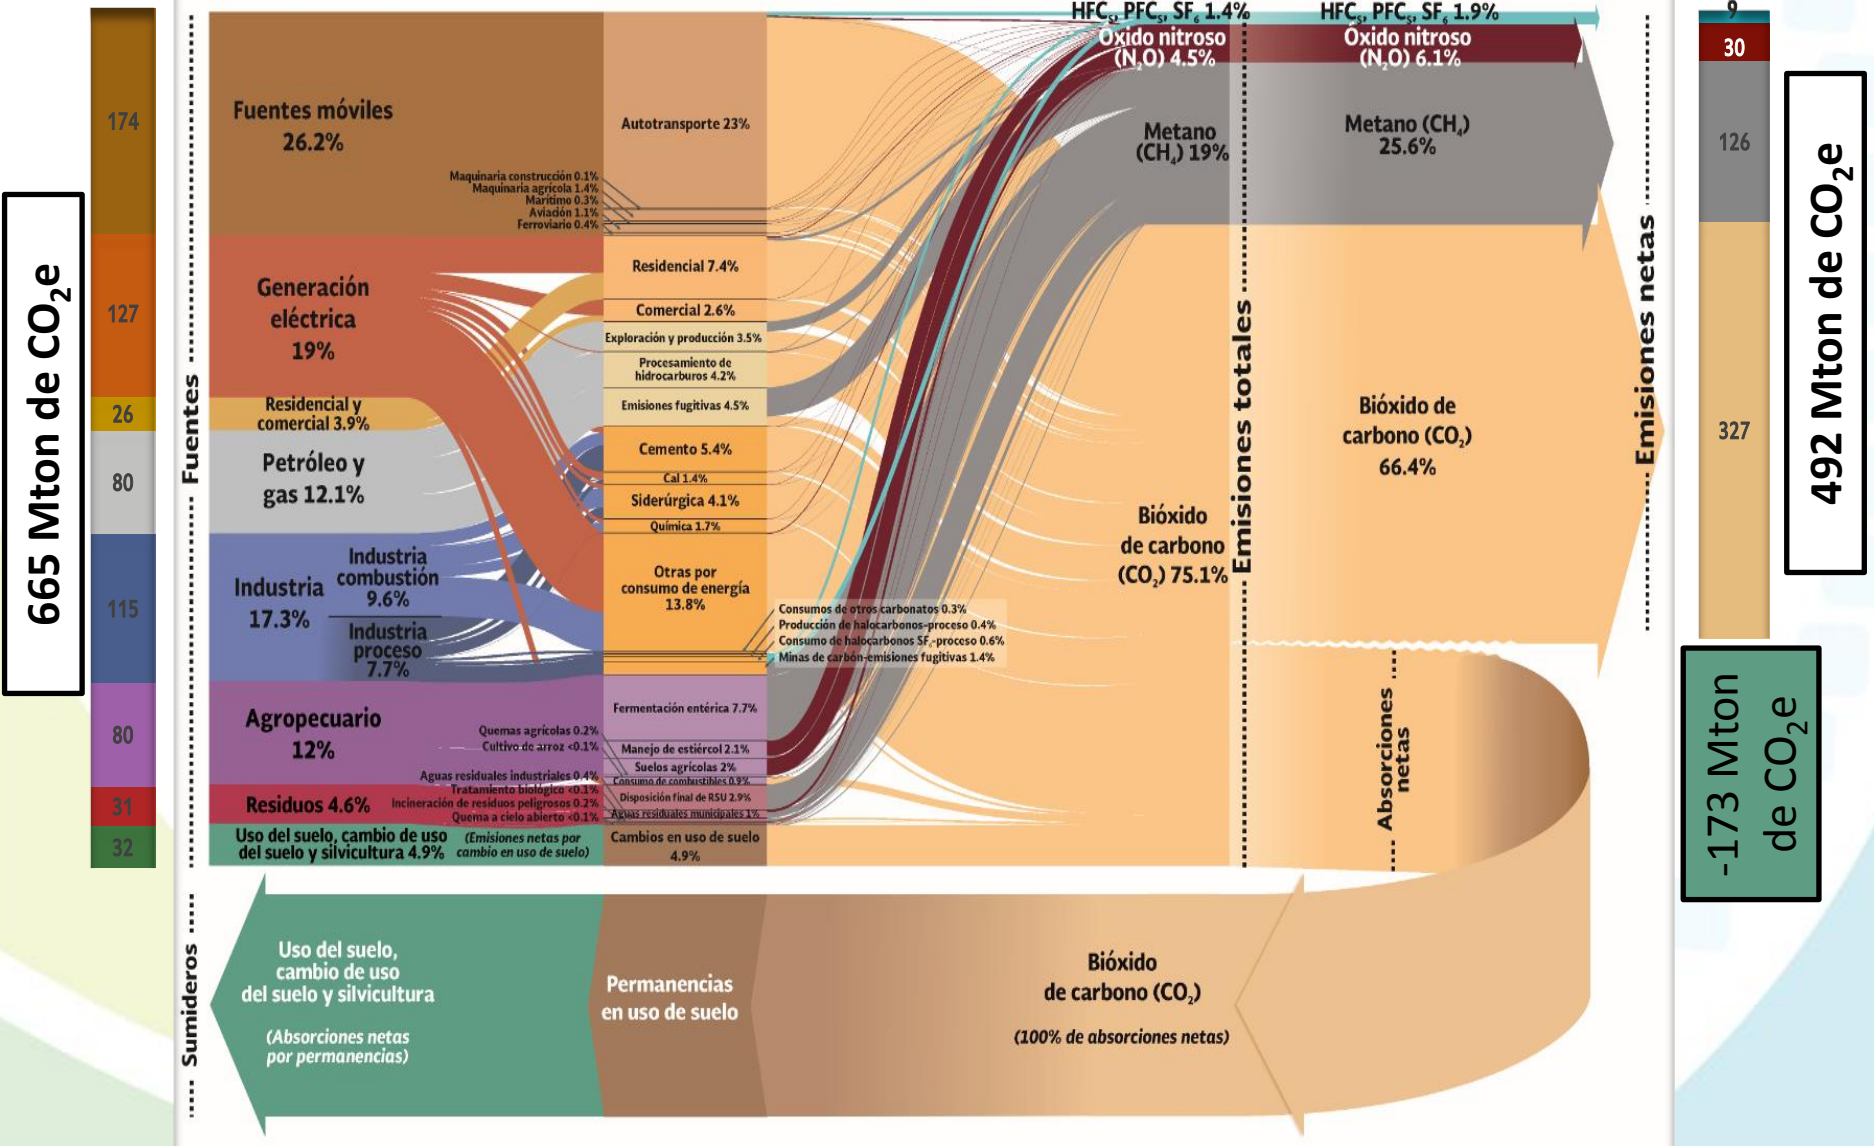 665 Mton de CO2e
174
127
26
80
115
80
31
32
Fuentes
Sumideros
Fuentes móviles
26.2%
Generación
eléctrica
19%
Residencial y
comercial 3.9%
Petróleo y
gas 12.1%
Industria
17.3%
Industria
combustión
9.6%
Industria
proceso
7.7%
Agropecuario
12%
Residuos 4.6%
Uso del suelo, cambio de uso
del suelo y silvicultura 4.9%
(Emisiones netas por
cambio en uso de suelo)
Maquinaria construcción 0.1%
Maquinaria agrícola 1.4%
Marítimo 0.3%
Aviación 1.1%
Ferroviario 0.4%
Quemas agrícolas 0.2%
Cultivo de arroz <0.1%
Aguas residuales industriales 0.4%
Tratamiento biológico <0.1%
Incineración de residuos peligrosos 0.2%
Quema a cielo abierto <0.1%
Autotransporte 23%
Residencial 7.4%
Comercial 2.6%
Exploración y producción 3.5%
Procesamiento de
hidrocarburos 4.2%
Emisiones fugitivas 4.5%
Cemento 5.4%
Cal 1.4%
Siderúrgica 4.1%
Química 1.7%
Otras por
consumo de energía
13.8%
Consumos de otros carbonatos 0.3%
Producción de halocarbonos-proceso 0.4%
Consumo de halocarbonos SF6-proceso 0.6%
Minas de carbón-emisiones fugitivas 1.4%
Fermentación entérica 7.7%
Manejo de estiércol 2.1%
Suelos agrícolas 2%
Consumo de combustibles 0.9%
Disposición final de RSU 2.9%
Aguas residuales municipales 1%
Cambios en uso de suelo
4.9%
HFCs, PFCs, SF6 1.4%
Óxido nitroso
(N2O) 4.5%
Metano
(CH4) 19%
Bióxido
de carbono
(CO2) 75.1%
Emisiones totales
HFCs, PFCs, SF6 1.9%
Óxido nitroso
(N2O) 6.1%
Metano (CH4)
25.6%
Bióxido de
carbono (CO2)
66.4%
Absorciones
netas
Emisiones netas
9
30
126
327
492 Mton de CO2e
-173 Mton
de CO2e
Uso del suelo,
cambio de uso
del suelo y silvicultura
(Absorciones netas
por permanencias)
Permanencias
en uso de suelo
Bióxido
de carbono (CO2)
(100% de absorciones netas)